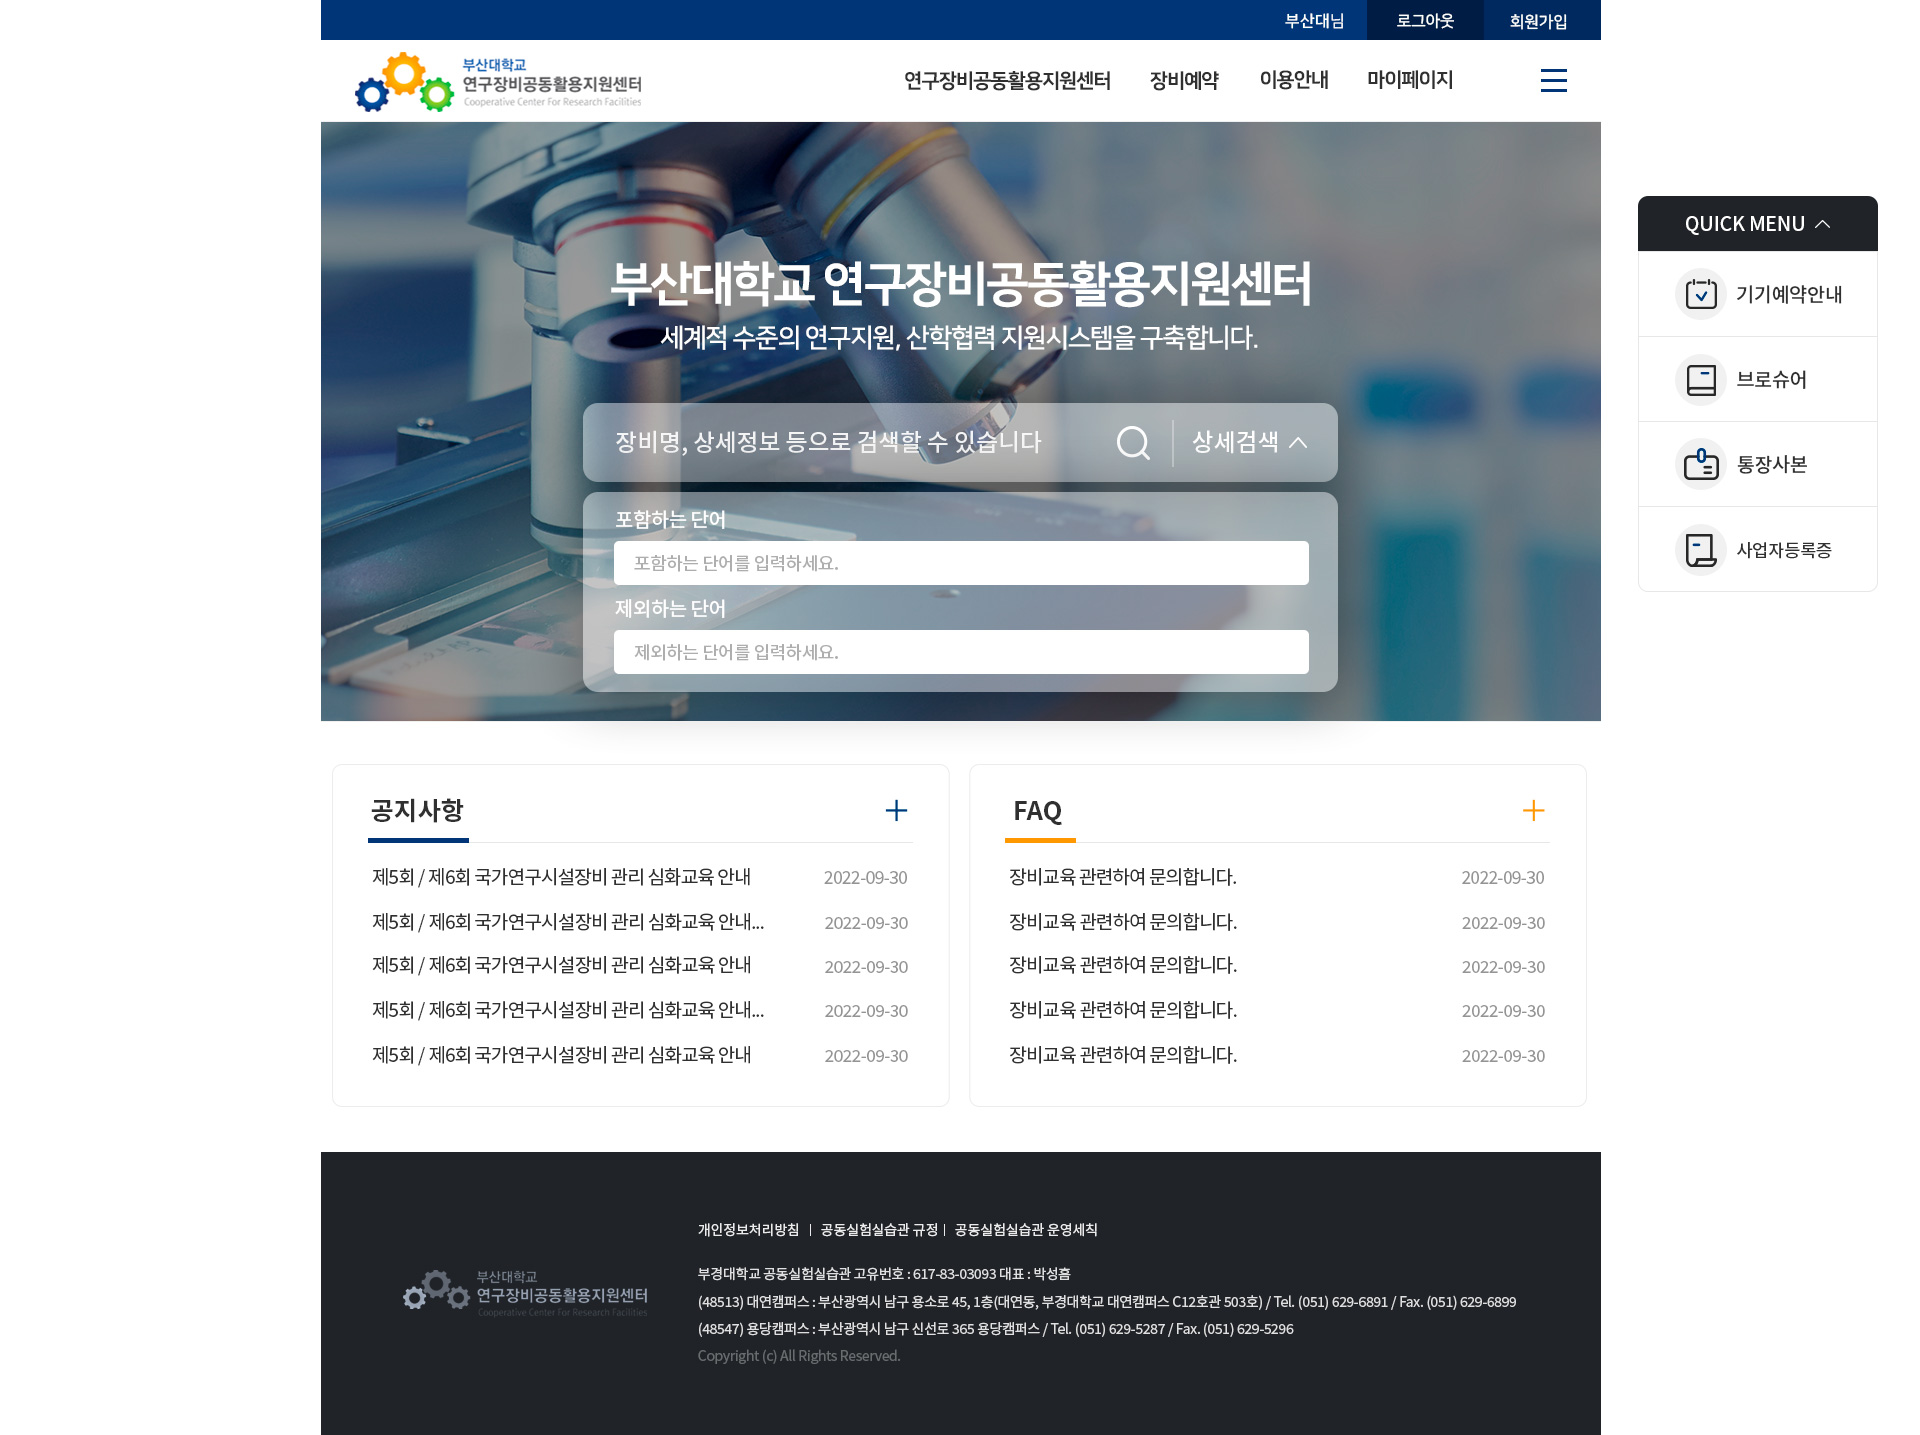 부산대님 로그아웃 회원가입
부산대학교
연구장비공동활용지원센터
Cooperative Center For Research Facilities
연구장비공동활용지원센터 장비예약 이용안내 마이페이지
부산대학교 연구장비공동활용지원센터
세계적 수준의 연구지원, 산학협력 지원시스템을 구축합니다.
장비명, 상세정보 등으로 검색할 수 있습니다 상세검색
포함하는 단어
포함하는 단어를 입력하세요.
제외하는 단어
제외하는 단어를 입력하세요.
QUICK MENU
기기예약안내
브로슈어
통장사본
사업자등록증
공지사항
제5회 / 제6회 국가연구시설장비 관리 심화교육 안내 2022-09-30
제5회 / 제6회 국가연구시설장비 관리 심화교육 안내... 2022-09-30
제5회 / 제6회 국가연구시설장비 관리 심화교육 안내 2022-09-30
제5회 / 제6회 국가연구시설장비 관리 심화교육 안내... 2022-09-30
제5회 / 제6회 국가연구시설장비 관리 심화교육 안내 2022-09-30
FAQ
장비교육 관련하여 문의합니다. 2022-09-30
장비교육 관련하여 문의합니다. 2022-09-30
장비교육 관련하여 문의합니다. 2022-09-30
장비교육 관련하여 문의합니다. 2022-09-30
장비교육 관련하여 문의합니다. 2022-09-30
부산대학교
연구장비공동활용지원센터
Cooperative Center For Research Facilities
개인정보처리방침 | 공동실험실습관 규정 | 공동실험실습관 운영세칙
부경대학교 공동실험실습관 고유번호 : 617-83-03093 대표 : 박성흠
(48513) 대연캠퍼스 : 부산광역시 남구 용소로 45, 1층(대연동, 부경대학교 대연캠퍼스 C12호관 503호) / Tel. (051) 629-6891 / Fax. (051) 629-6899
(48547) 용당캠퍼스 : 부산광역시 남구 신선로 365 용당캠퍼스 / Tel. (051) 629-5287 / Fax. (051) 629-5296
Copyright (c) All Rights Reserved.